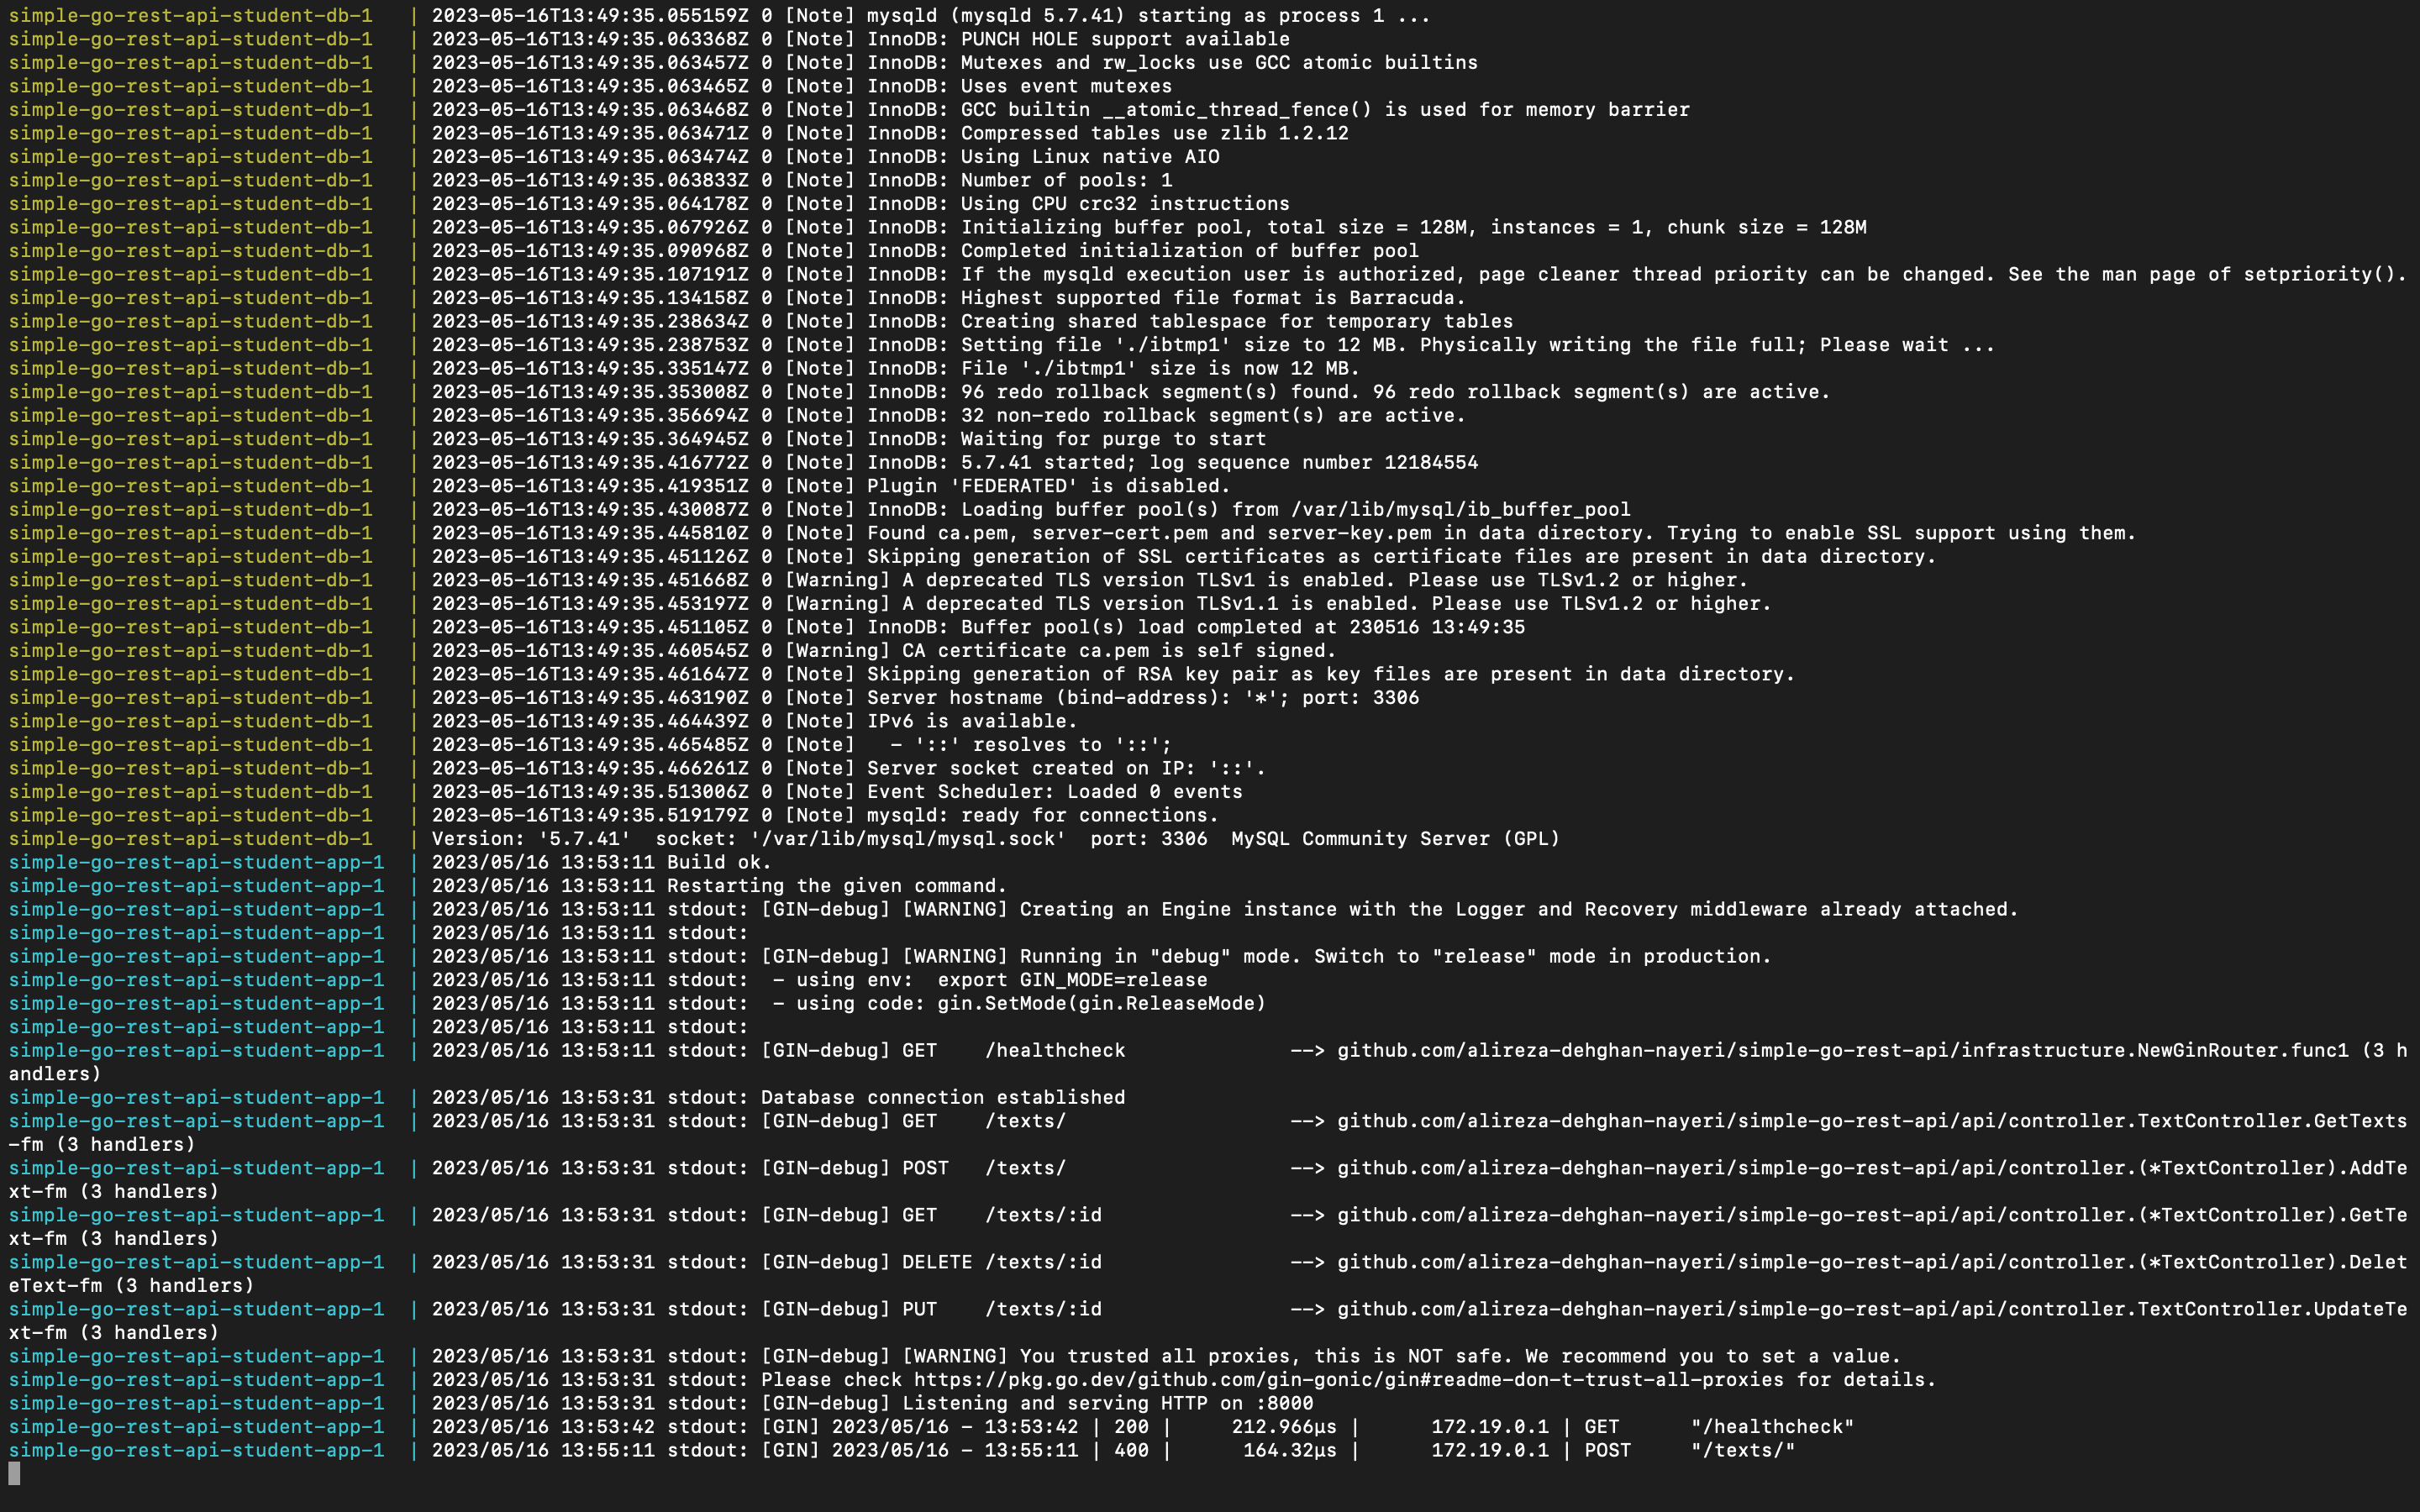 simple-go-rest-api-student-db-1   | 2023-05-16T13:49:35.055159Z 0 [Note] mysqld (mysqld 5.7.41) starting as process 1 ...
simple-go-rest-api-student-db-1   | 2023-05-16T13:49:35.063368Z 0 [Note] InnoDB: PUNCH HOLE support available
simple-go-rest-api-student-db-1   | 2023-05-16T13:49:35.063457Z 0 [Note] InnoDB: Mutexes and rw_locks use GCC atomic builtins
simple-go-rest-api-student-db-1   | 2023-05-16T13:49:35.063465Z 0 [Note] InnoDB: Uses event mutexes
simple-go-rest-api-student-db-1   | 2023-05-16T13:49:35.063468Z 0 [Note] InnoDB: GCC builtin __atomic_thread_fence() is used for memory barrier
simple-go-rest-api-student-db-1   | 2023-05-16T13:49:35.063471Z 0 [Note] InnoDB: Compressed tables use zlib 1.2.12
simple-go-rest-api-student-db-1   | 2023-05-16T13:49:35.063474Z 0 [Note] InnoDB: Using Linux native AIO
simple-go-rest-api-student-db-1   | 2023-05-16T13:49:35.063833Z 0 [Note] InnoDB: Number of pools: 1
simple-go-rest-api-student-db-1   | 2023-05-16T13:49:35.064178Z 0 [Note] InnoDB: Using CPU crc32 instructions
simple-go-rest-api-student-db-1   | 2023-05-16T13:49:35.067926Z 0 [Note] InnoDB: Initializing buffer pool, total size = 128M, instances = 1, chunk size = 128M
simple-go-rest-api-student-db-1   | 2023-05-16T13:49:35.090968Z 0 [Note] InnoDB: Completed initialization of buffer pool
simple-go-rest-api-student-db-1   | 2023-05-16T13:49:35.107191Z 0 [Note] InnoDB: If the mysqld execution user is authorized, page cleaner thread priority can be changed. See the man page of setpriority().
simple-go-rest-api-student-db-1   | 2023-05-16T13:49:35.134158Z 0 [Note] InnoDB: Highest supported file format is Barracuda.
simple-go-rest-api-student-db-1   | 2023-05-16T13:49:35.238634Z 0 [Note] InnoDB: Creating shared tablespace for temporary tables
simple-go-rest-api-student-db-1   | 2023-05-16T13:49:35.238753Z 0 [Note] InnoDB: Setting file './ibtmp1' size to 12 MB. Physically writing the file full; Please wait ...
simple-go-rest-api-student-db-1   | 2023-05-16T13:49:35.335147Z 0 [Note] InnoDB: File './ibtmp1' size is now 12 MB.
simple-go-rest-api-student-db-1   | 2023-05-16T13:49:35.353008Z 0 [Note] InnoDB: 96 redo rollback segment(s) found. 96 redo rollback segment(s) are active.
simple-go-rest-api-student-db-1   | 2023-05-16T13:49:35.356694Z 0 [Note] InnoDB: 32 non-redo rollback segment(s) are active.
simple-go-rest-api-student-db-1   | 2023-05-16T13:49:35.364945Z 0 [Note] InnoDB: Waiting for purge to start
simple-go-rest-api-student-db-1   | 2023-05-16T13:49:35.416772Z 0 [Note] InnoDB: 5.7.41 started; log sequence number 12184554
simple-go-rest-api-student-db-1   | 2023-05-16T13:49:35.419351Z 0 [Note] Plugin 'FEDERATED' is disabled.
simple-go-rest-api-student-db-1   | 2023-05-16T13:49:35.430087Z 0 [Note] InnoDB: Loading buffer pool(s) from /var/lib/mysql/ib_buffer_pool
simple-go-rest-api-student-db-1   | 2023-05-16T13:49:35.445810Z 0 [Note] Found ca.pem, server-cert.pem and server-key.pem in data directory. Trying to enable SSL support using them.
simple-go-rest-api-student-db-1   | 2023-05-16T13:49:35.451126Z 0 [Note] Skipping generation of SSL certificates as certificate files are present in data directory.
simple-go-rest-api-student-db-1   | 2023-05-16T13:49:35.451668Z 0 [Warning] A deprecated TLS version TLSv1 is enabled. Please use TLSv1.2 or higher.
simple-go-rest-api-student-db-1   | 2023-05-16T13:49:35.453197Z 0 [Warning] A deprecated TLS version TLSv1.1 is enabled. Please use TLSv1.2 or higher.
simple-go-rest-api-student-db-1   | 2023-05-16T13:49:35.451105Z 0 [Note] InnoDB: Buffer pool(s) load completed at 230516 13:49:35
simple-go-rest-api-student-db-1   | 2023-05-16T13:49:35.460545Z 0 [Warning] CA certificate ca.pem is self signed.
simple-go-rest-api-student-db-1   | 2023-05-16T13:49:35.461647Z 0 [Note] Skipping generation of RSA key pair as key files are present in data directory.
simple-go-rest-api-student-db-1   | 2023-05-16T13:49:35.463190Z 0 [Note] Server hostname (bind-address): '*'; port: 3306
simple-go-rest-api-student-db-1   | 2023-05-16T13:49:35.464439Z 0 [Note] IPv6 is available.
simple-go-rest-api-student-db-1   | 2023-05-16T13:49:35.465485Z 0 [Note]   - '::' resolves to '::';
simple-go-rest-api-student-db-1   | 2023-05-16T13:49:35.466261Z 0 [Note] Server socket created on IP: '::'.
simple-go-rest-api-student-db-1   | 2023-05-16T13:49:35.513006Z 0 [Note] Event Scheduler: Loaded 0 events
simple-go-rest-api-student-db-1   | 2023-05-16T13:49:35.519179Z 0 [Note] mysqld: ready for connections.
simple-go-rest-api-student-db-1   | Version: '5.7.41'  socket: '/var/lib/mysql/mysql.sock'  port: 3306  MySQL Community Server (GPL)
simple-go-rest-api-student-app-1  | 2023/05/16 13:53:11 Build ok.
simple-go-rest-api-student-app-1  | 2023/05/16 13:53:11 Restarting the given command.
simple-go-rest-api-student-app-1  | 2023/05/16 13:53:11 stdout: [GIN-debug] [WARNING] Creating an Engine instance with the Logger and Recovery middleware already attached.
simple-go-rest-api-student-app-1  | 2023/05/16 13:53:11 stdout:
simple-go-rest-api-student-app-1  | 2023/05/16 13:53:11 stdout: [GIN-debug] [WARNING] Running in "debug" mode. Switch to "release" mode in production.
simple-go-rest-api-student-app-1  | 2023/05/16 13:53:11 stdout:  - using env:  export GIN_MODE=release
simple-go-rest-api-student-app-1  | 2023/05/16 13:53:11 stdout:  - using code: gin.SetMode(gin.ReleaseMode)
simple-go-rest-api-student-app-1  | 2023/05/16 13:53:11 stdout:
simple-go-rest-api-student-app-1  | 2023/05/16 13:53:11 stdout: [GIN-debug] GET    /healthcheck              --> github.com/alireza-dehghan-nayeri/simple-go-rest-api/infrastructure.NewGinRouter.func1 (3 h
andlers)
simple-go-rest-api-student-app-1  | 2023/05/16 13:53:31 stdout: Database connection established
simple-go-rest-api-student-app-1  | 2023/05/16 13:53:31 stdout: [GIN-debug] GET    /texts/                   --> github.com/alireza-dehghan-nayeri/simple-go-rest-api/api/controller.TextController.GetTexts
-fm (3 handlers)
simple-go-rest-api-student-app-1  | 2023/05/16 13:53:31 stdout: [GIN-debug] POST   /texts/                   --> github.com/alireza-dehghan-nayeri/simple-go-rest-api/api/controller.(*TextController).AddTe
xt-fm (3 handlers)
simple-go-rest-api-student-app-1  | 2023/05/16 13:53:31 stdout: [GIN-debug] GET    /texts/:id                --> github.com/alireza-dehghan-nayeri/simple-go-rest-api/api/controller.(*TextController).GetTe
xt-fm (3 handlers)
simple-go-rest-api-student-app-1  | 2023/05/16 13:53:31 stdout: [GIN-debug] DELETE /texts/:id                --> github.com/alireza-dehghan-nayeri/simple-go-rest-api/api/controller.(*TextController).Delet
eText-fm (3 handlers)
simple-go-rest-api-student-app-1  | 2023/05/16 13:53:31 stdout: [GIN-debug] PUT    /texts/:id                --> github.com/alireza-dehghan-nayeri/simple-go-rest-api/api/controller.TextController.UpdateTe
xt-fm (3 handlers)
simple-go-rest-api-student-app-1  | 2023/05/16 13:53:31 stdout: [GIN-debug] [WARNING] You trusted all proxies, this is NOT safe. We recommend you to set a value.
simple-go-rest-api-student-app-1  | 2023/05/16 13:53:31 stdout: Please check https://pkg.go.dev/github.com/gin-gonic/gin#readme-don-t-trust-all-proxies for details.
simple-go-rest-api-student-app-1  | 2023/05/16 13:53:31 stdout: [GIN-debug] Listening and serving HTTP on :8000
simple-go-rest-api-student-app-1  | 2023/05/16 13:53:42 stdout: [GIN] 2023/05/16 - 13:53:42 | 200 |     212.966µs |      172.19.0.1 | GET      "/healthcheck"
simple-go-rest-api-student-app-1  | 2023/05/16 13:55:11 stdout: [GIN] 2023/05/16 - 13:55:11 | 400 |      164.32µs |      172.19.0.1 | POST     "/texts/"